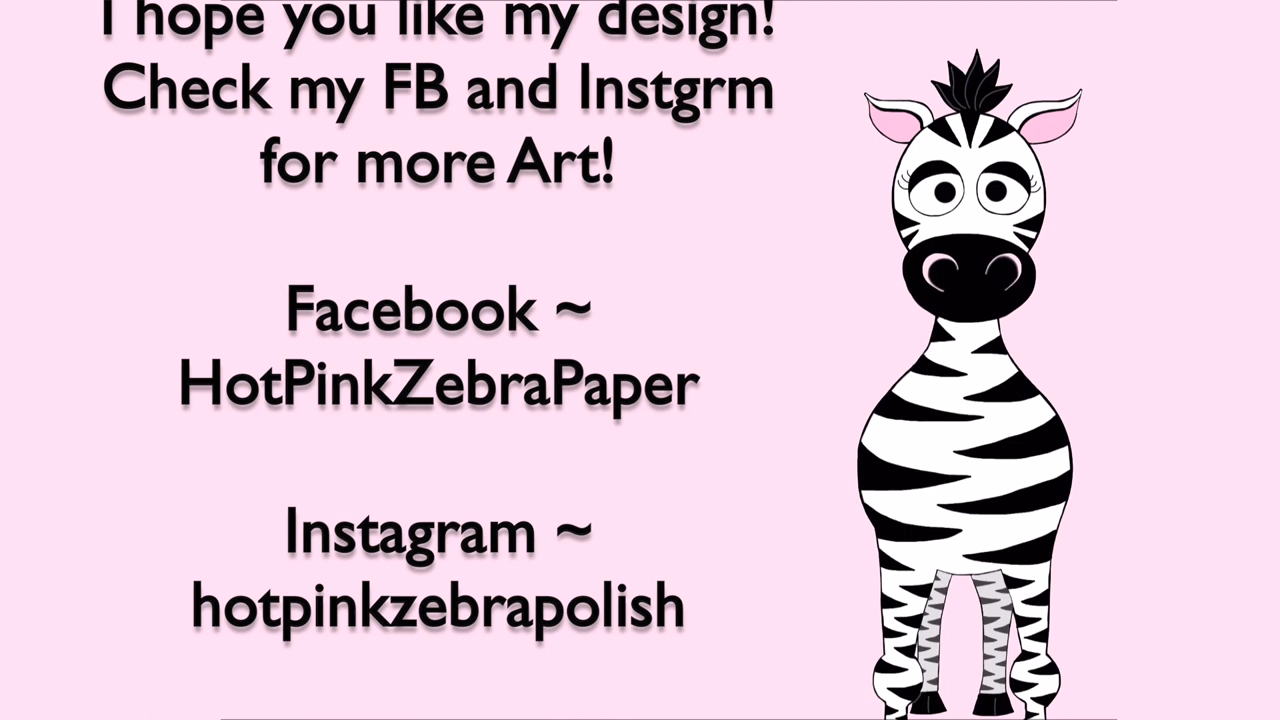 I hope you like my design!
Check my FB and Instgrm
for more Art!
Facebook ~
HotPinkZebraPaper
Instagram ~
hotpinkzebrapolish